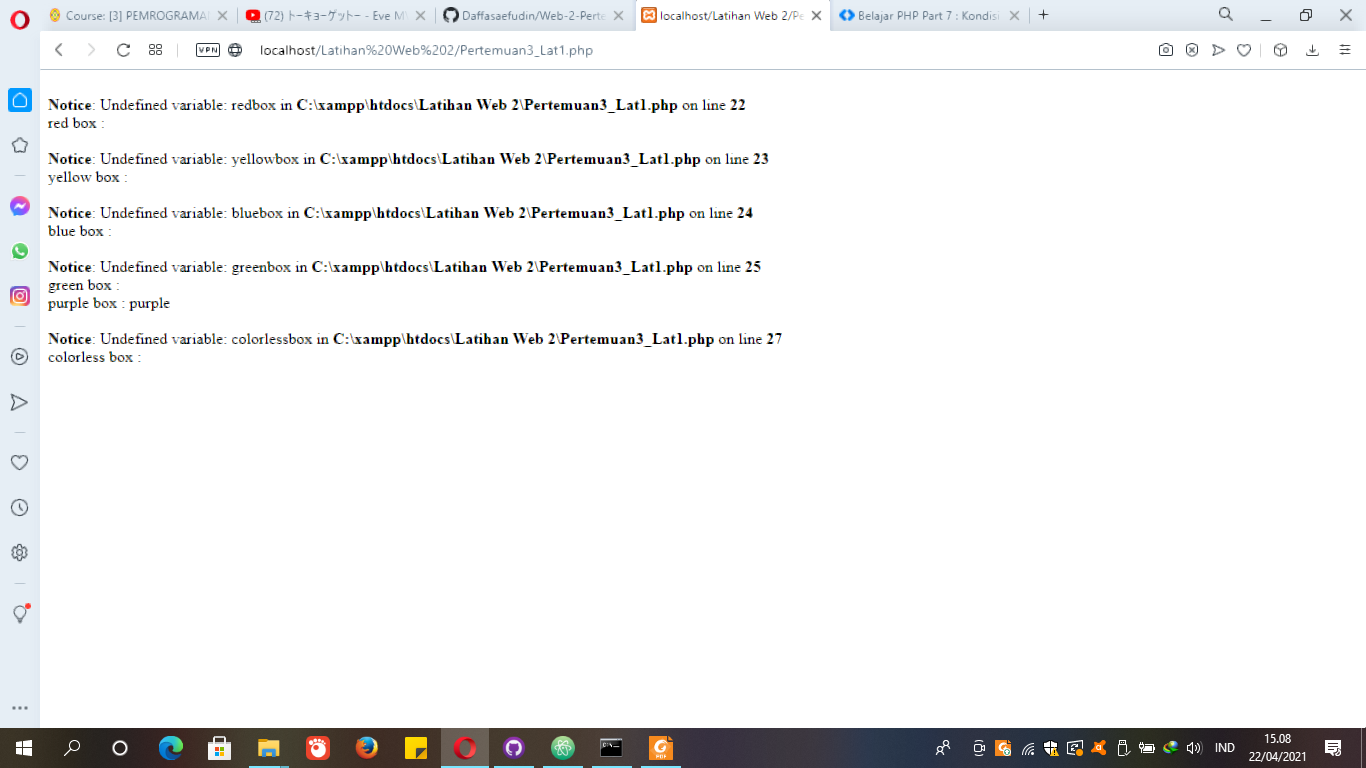 Course: [3] PEMROGRAMAN
(72) トーキョーゲットー - Eve M
Daffasaefudin/Web-2-Perte
localhost/Latihan Web 2/Pe
Belajar PHP Part 7 : Kondisi
VPN
localhost/Latihan%20Web%202/Pertemuan3_Lat1.php
Notice: Undefined variable: redbox in C:\xampp\htdocs\Latihan Web 2\Pertemuan3_Lat1.php on line 22
red box :
Notice: Undefined variable: yellowbox in C:\xampp\htdocs\Latihan Web 2\Pertemuan3_Lat1.php on line 23
yellow box :
Notice: Undefined variable: bluebox in C:\xampp\htdocs\Latihan Web 2\Pertemuan3_Lat1.php on line 24
blue box :
Notice: Undefined variable: greenbox in C:\xampp\htdocs\Latihan Web 2\Pertemuan3_Lat1.php on line 25
green box :
purple box : purple
Notice: Undefined variable: colorlessbox in C:\xampp\htdocs\Latihan Web 2\Pertemuan3_Lat1.php on line 27
colorless box :
PDF
IND
15.08
22/04/2021